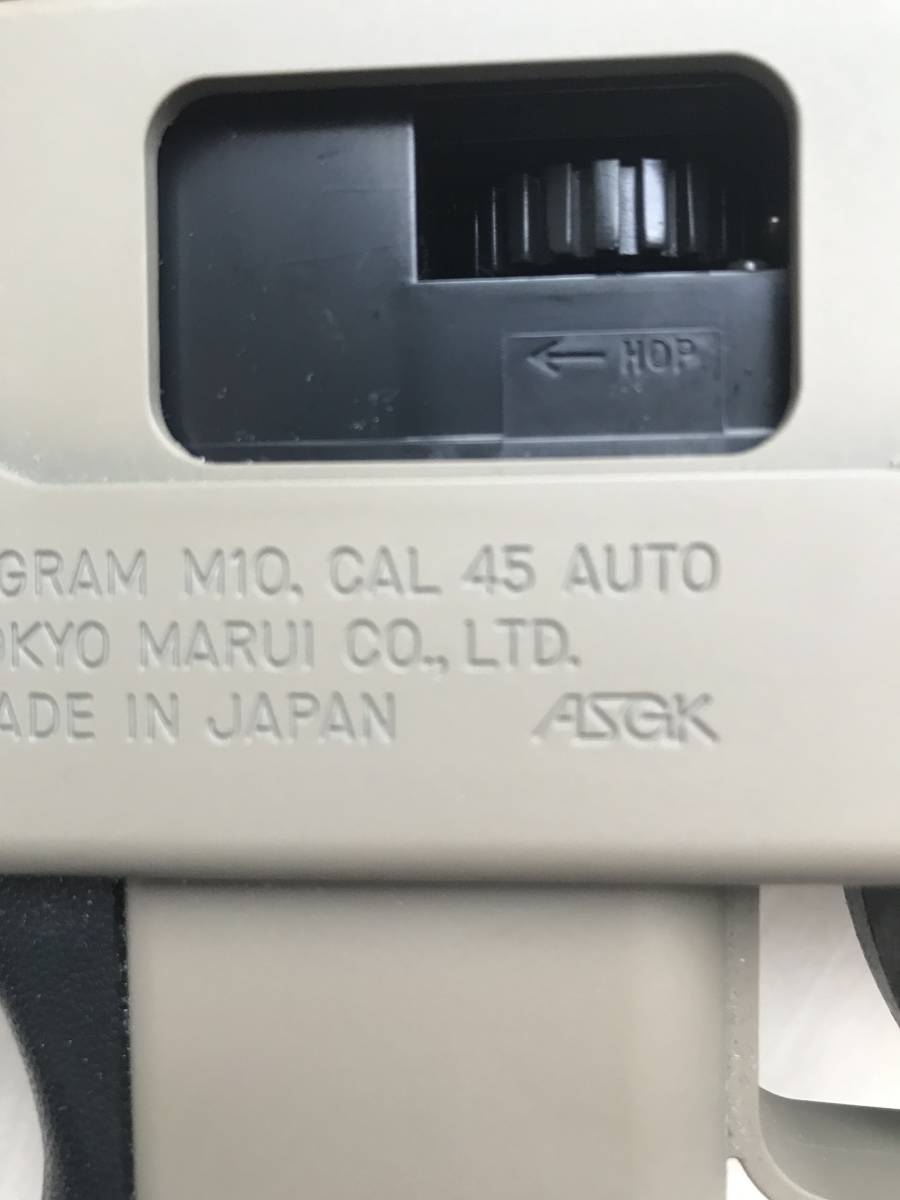 ← HOP
GRAM M10. CAL 45 AUTO
OKYO MARUI CO., LTD.
ADE IN JAPAN ASGK